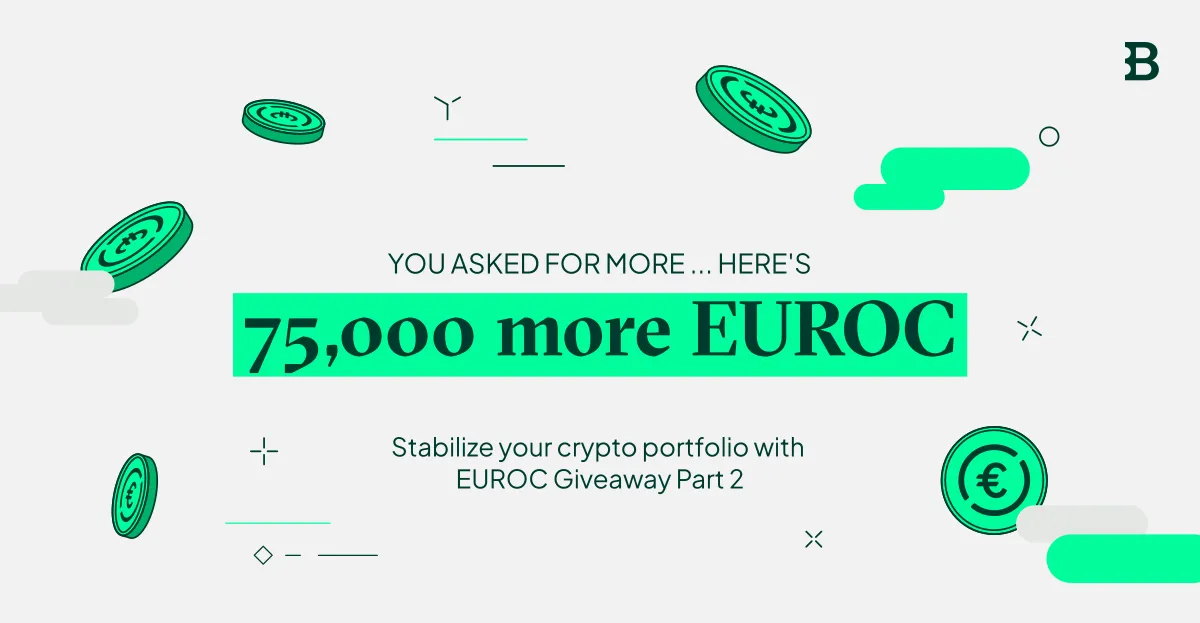 B
YOU ASKED FOR MORE ... HERE'S
75,000 more EUROC
Stabilize your crypto portfolio with
EUROC Giveaway Part 2